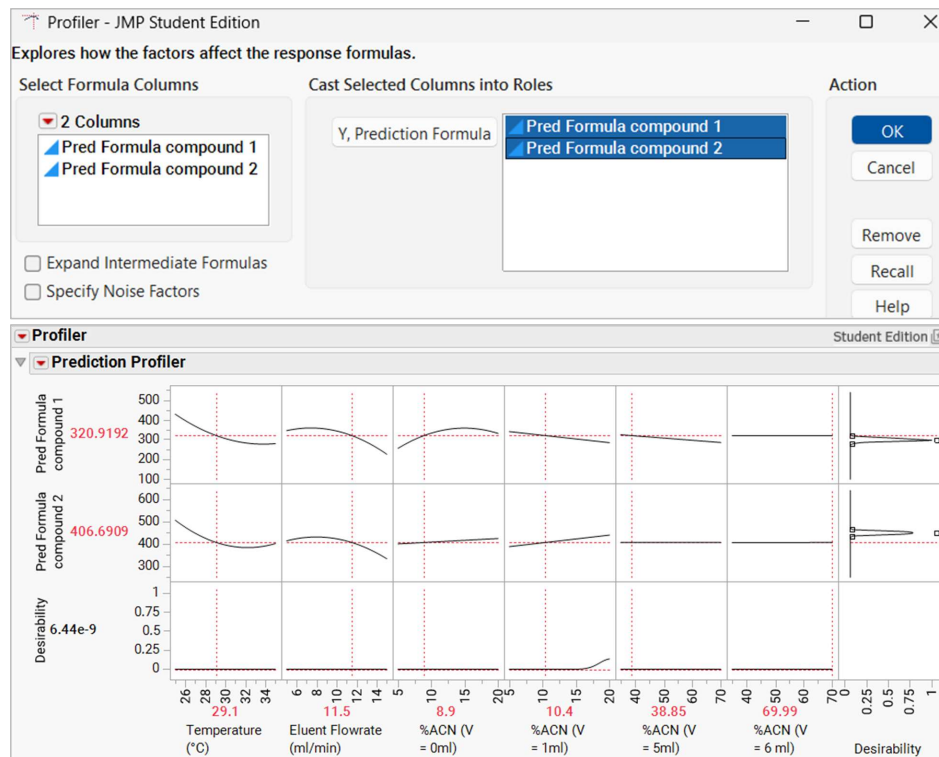 Profiler - JMP Student Edition
Explores how the factors affect the response formulas.
Select Formula Columns
Cast Selected Columns into Roles
Action
2 Columns
Pred Formula compound 1
Pred Formula compound 2
Y, Prediction Formula
Pred Formula compound 1
Pred Formula compound 2
OK
Cancel
Expand Intermediate Formulas
Specify Noise Factors
Remove
Recall
Help
Profiler
Student Edition
Prediction Profiler
Pred Formula
compound 1
320.9192
500
400
300
200
100
Pred Formula
compound 2
406.6909
600
500
400
300
Desirability
6.44e-9
1
0.75
0.5
0.25
0
26 28 30 32 34
6 8 10 12 14
5 10 15 20
5 10 15 20
40 50 60 70
40 50 60 70
0 0.25 0.5 0.75 1
29.1
11.5
8.9
10.4
38.85
69.99
Temperature
(°C)
Eluent Flowrate
(ml/min)
%ACN (V
= 0ml)
%ACN (V
= 1ml)
%ACN (V
= 5ml)
%ACN (V
= 6 ml)
Desirability